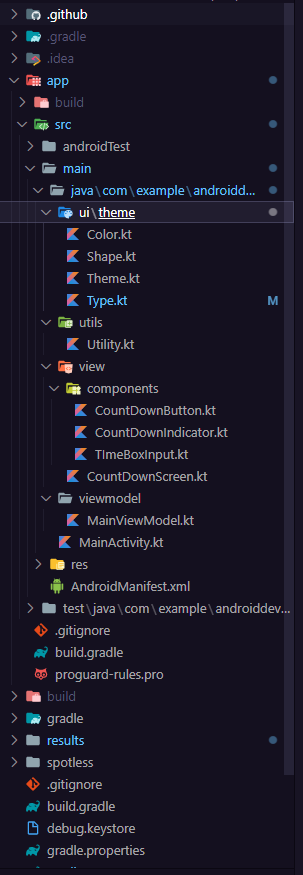 .github
.gradle
.idea
app
build
src
androidTest
main
java\com\example\androidd...
ui\theme
Color.kt
Shape.kt
Theme.kt
Type.kt M
utils
Utility.kt
view
components
CountDownButton.kt
CountDownIndicator.kt
TImeBoxInput.kt
CountDownScreen.kt
viewmodel
MainViewModel.kt
MainActivity.kt
res
AndroidManifest.xml
test\java\com\example\androiddev...
.gitignore
build.gradle
proguard-rules.pro
build
gradle
results
spotless
.gitignore
build.gradle
debug.keystore
gradle.properties